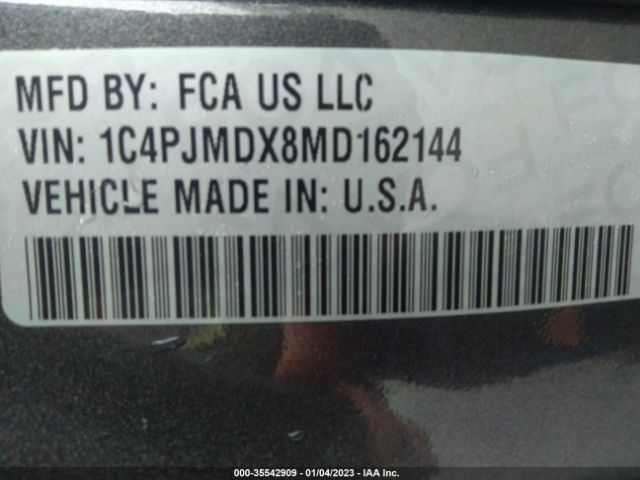 MFD BY: FCA US LLC
VIN: 1C4PJMDX8MD162144
VEHICLE MADE IN: U.S.A.
000-35542909 - 01/04/2023 - IAA Inc.